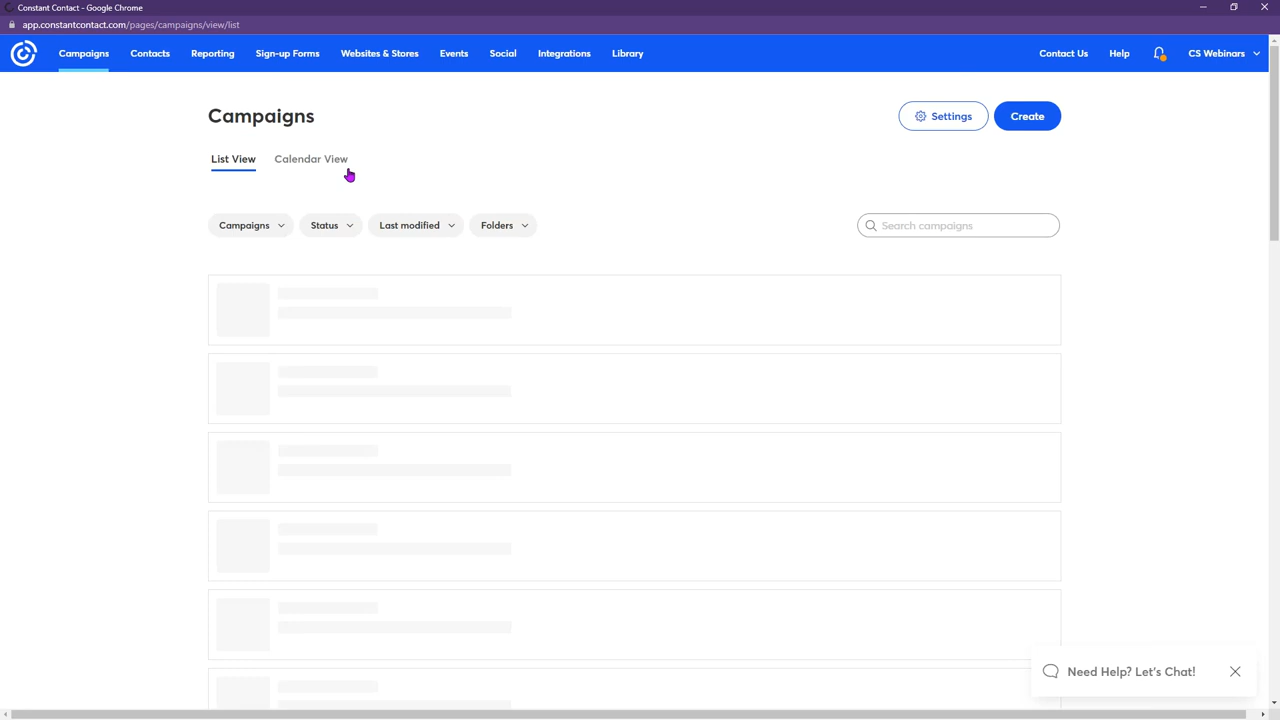 Constant Contact - Google Chrome
app.constantcontact.com/pages/campaigns/view/list
Campaigns Contacts Reporting Sign-up Forms Websites & Stores Events Social Integrations Library Contact Us Help CS Webinars
Campaigns Settings Create
List View Calendar View
Campaigns Status Last modified Folders Search campaigns
Need Help? Let's Chat!